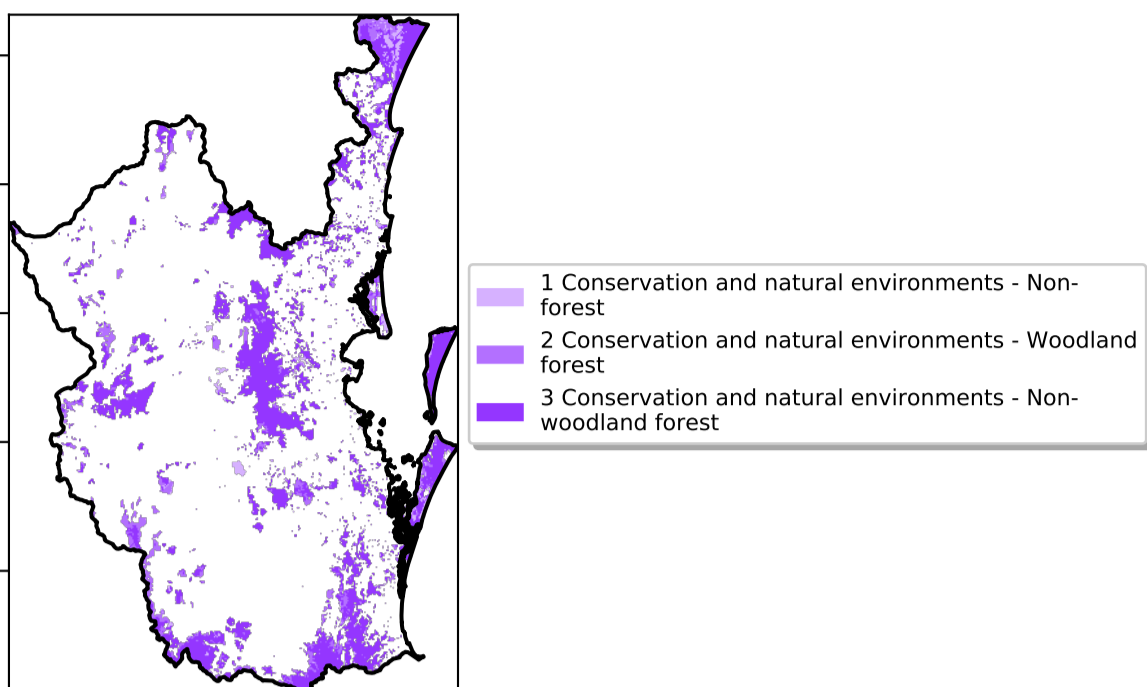 1 Conservation and natural environments - Non-
forest
2 Conservation and natural environments - Woodland
forest
3 Conservation and natural environments - Non-
woodland forest